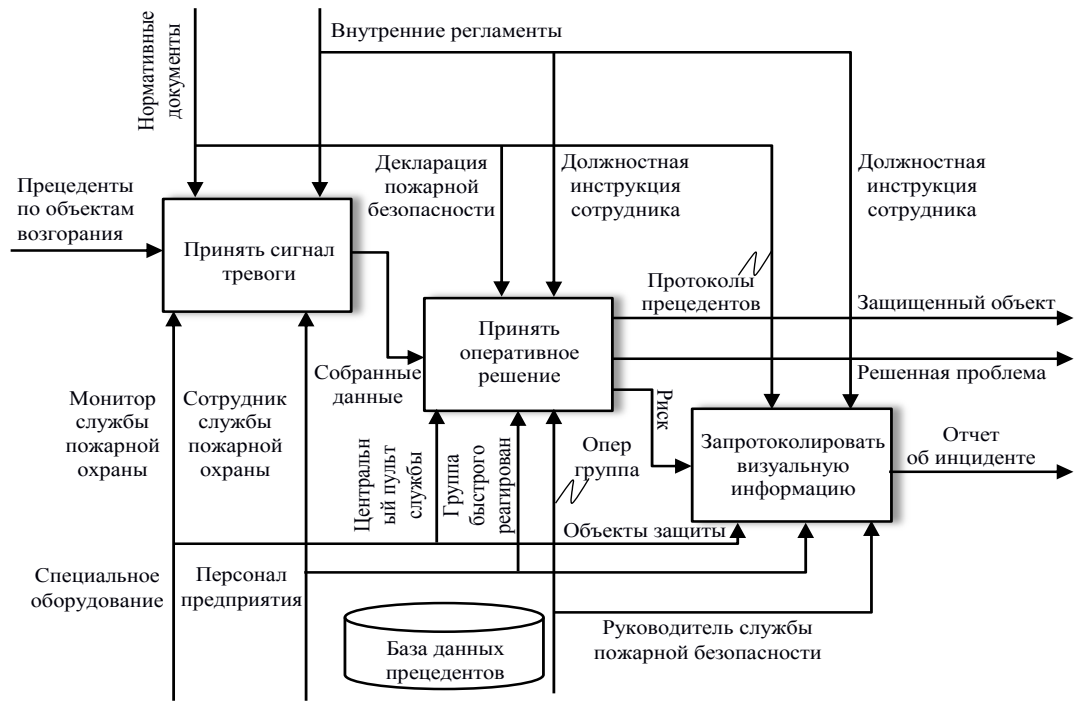 Внутренние регламенты
Нормативные
документы
Прецеденты
по объектам
возгорания
Декларация
пожарной
безопасности
Должностная
инструкция
сотрудника
Должностная
инструкция
сотрудника
Принять сигнал
тревоги
Протоколы
прецедентов
Защищенный объект
Принять
оперативное
решение
Решенная проблема
Собранные
данные
Монитор
службы
пожарной
охраны
Сотрудник
службы
пожарной
охраны
Риск
Запротоколировать
визуальную
информацию
Отчет
об инциденте
Центральн
ый пульт
службы
Группа
быстрого
реагирован
Опер
группа
Объекты защиты
Специальное
оборудование
Персонал
предприятия
База данных
прецедентов
Руководитель службы
пожарной безопасности